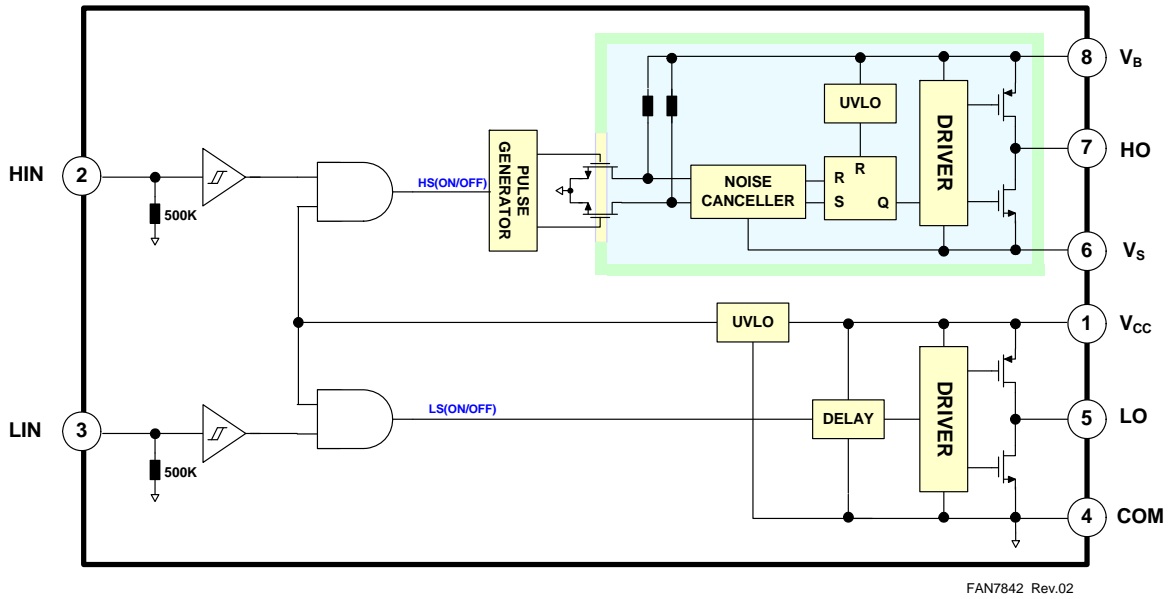 8 V_B
UVLO
DRIVER
PULSE GENERATOR
HIN 2
7 HO
HS(ON/OFF)
NOISE
CANCELLER
R
R
S
Q
500K
6 V_S
UVLO
1 V_CC
DRIVER
LS(ON/OFF)
LIN 3
DELAY
5 LO
500K
4 COM
FAN7842 Rev.02